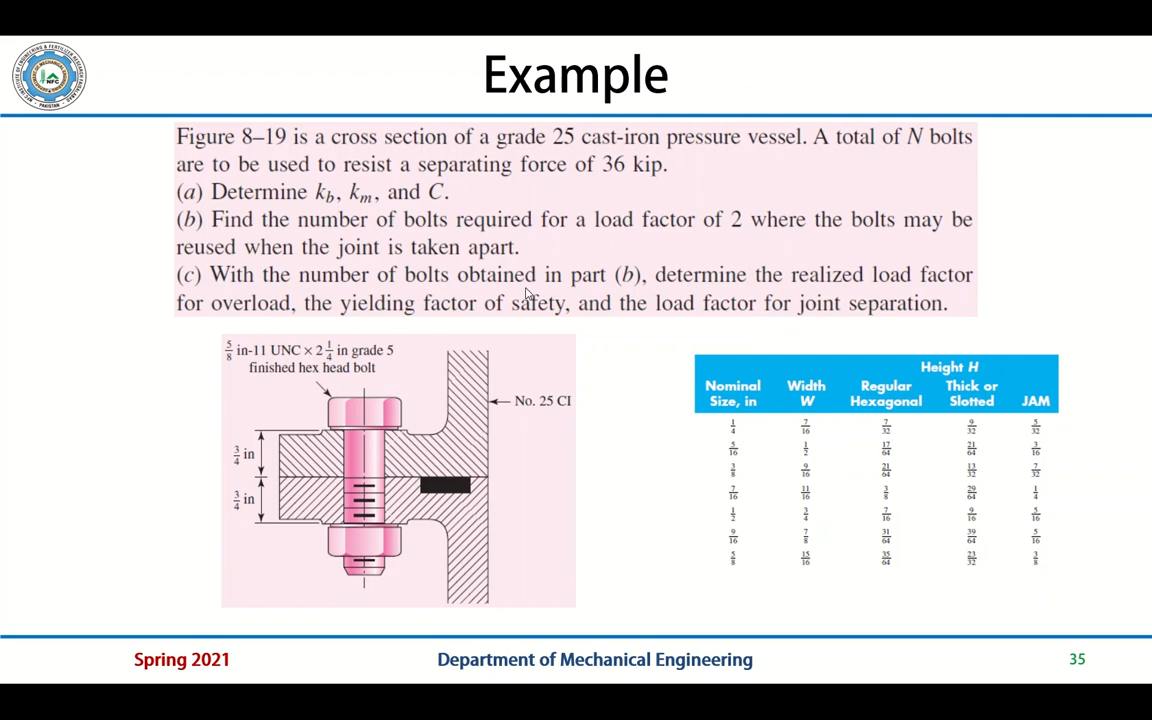 Example
Figure 8–19 is a cross section of a grade 25 cast-iron pressure vessel. A total of N bolts
are to be used to resist a separating force of 36 kip.
(a) Determine kb, km, and C.
(b) Find the number of bolts required for a load factor of 2 where the bolts may be
reused when the joint is taken apart.
(c) With the number of bolts obtained in part (b), determine the realized load factor
for overload, the yielding factor of safety, and the load factor for joint separation.
5/8 in-11 UNC × 2 1/4 in grade 5
finished hex head bolt
No. 25 CI
3/4 in
3/4 in
Height H
Nominal Width Regular Thick or
Size, in W Hexagonal Slotted JAM
1/4 7/16 7/32 9/32 5/32
5/16 1/2 17/64 21/64 3/16
3/8 9/16 21/64 13/32 7/32
7/16 11/16 3/8 29/64 1/4
1/2 3/4 7/16 9/16 5/16
9/16 7/8 31/64 39/64 5/16
5/8 15/16 35/64 23/32 3/8
Spring 2021
Department of Mechanical Engineering
35